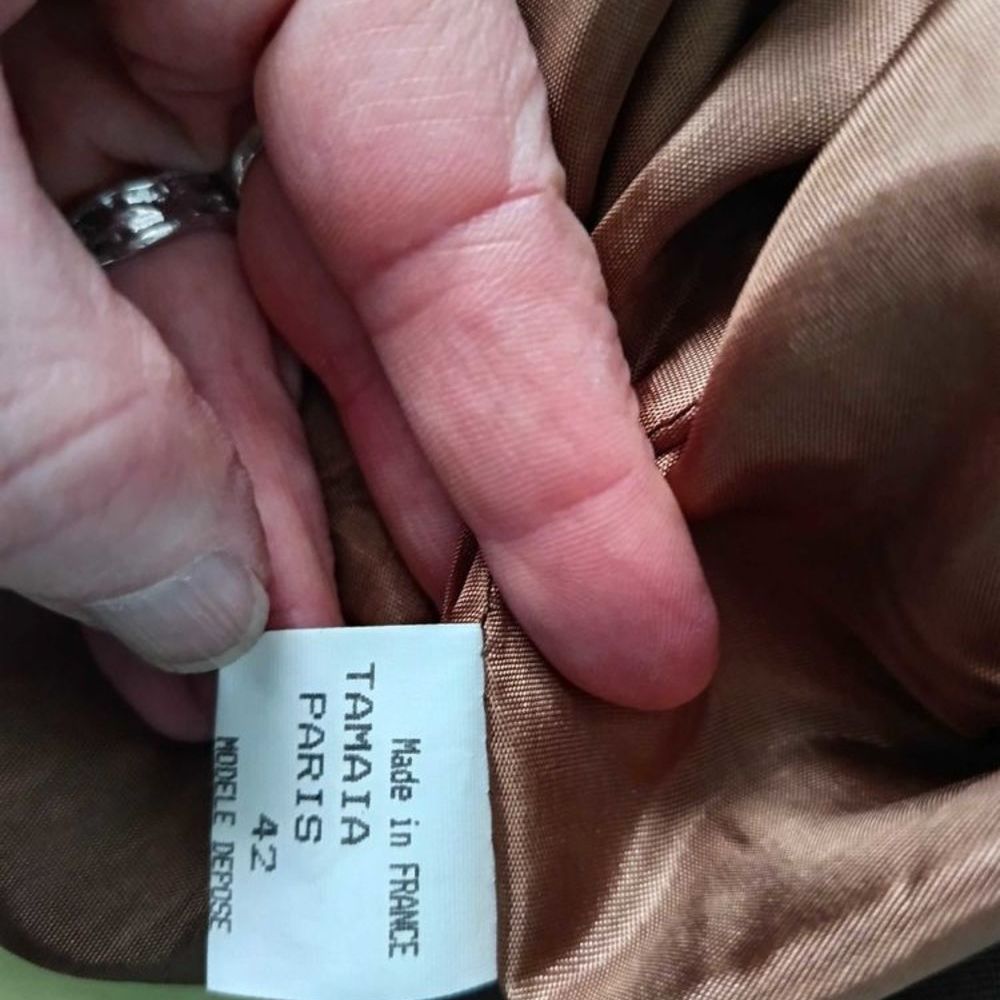 Made in FRANCE
TAMAIA
PARIS
42
MODELE DEPOSE